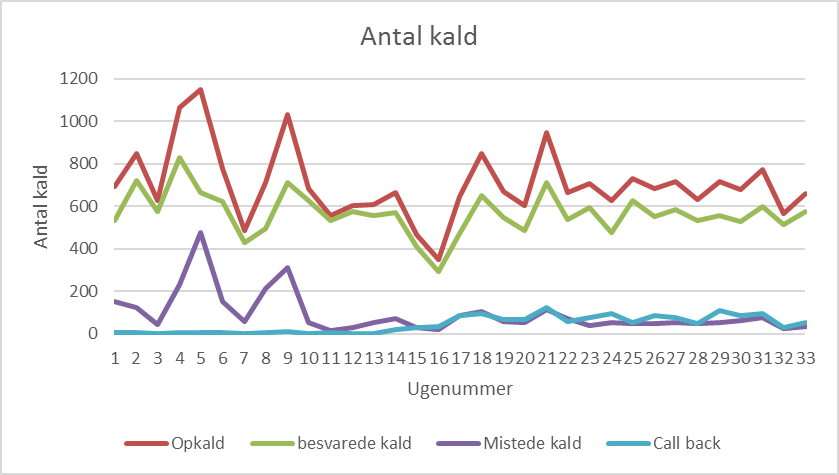 Antal kald
Antal kald
1200
1000
800
600
400
200
0
1 2 3 4 5 6 7 8 9 10 11 12 13 14 15 16 17 18 19 20 21 22 23 24 25 26 27 28 29 30 31 32 33
Ugenummer
Opkald besvarede kald Mistede kald Call back